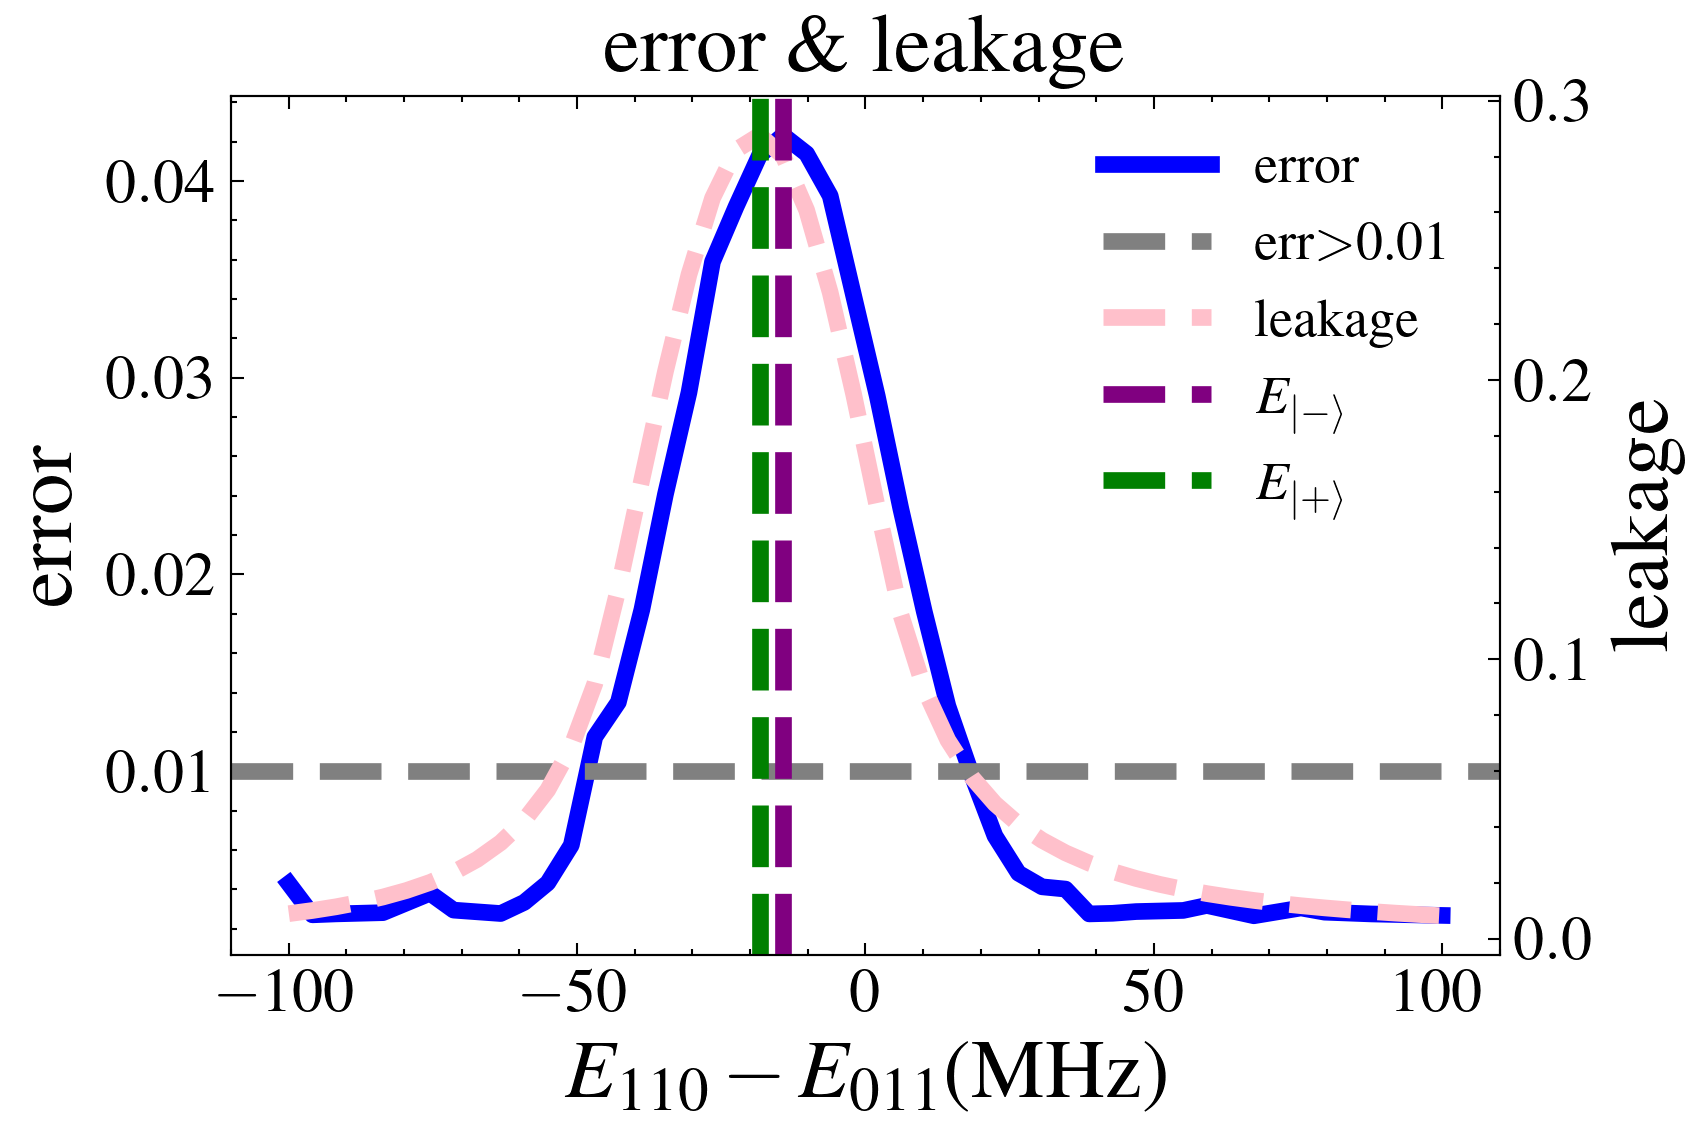 error & leakage
error
0.04
0.03
0.02
0.01
0.3
0.2
0.1
0.0
leakage
error
err>0.01
leakage
E|−⟩
E|+⟩
−100 −50 0 50 100
E110 − E011(MHz)